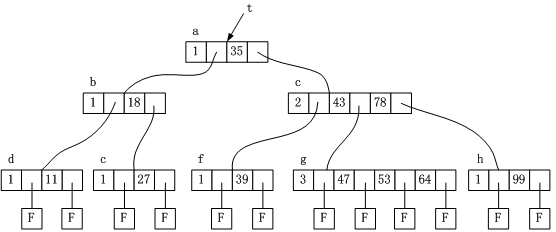 t
a
1 35
b c
1 18 2 43 78
d c f g h
1 11 1 27 1 39 3 47 53 64 1 99
F F F F F F F F F F F F